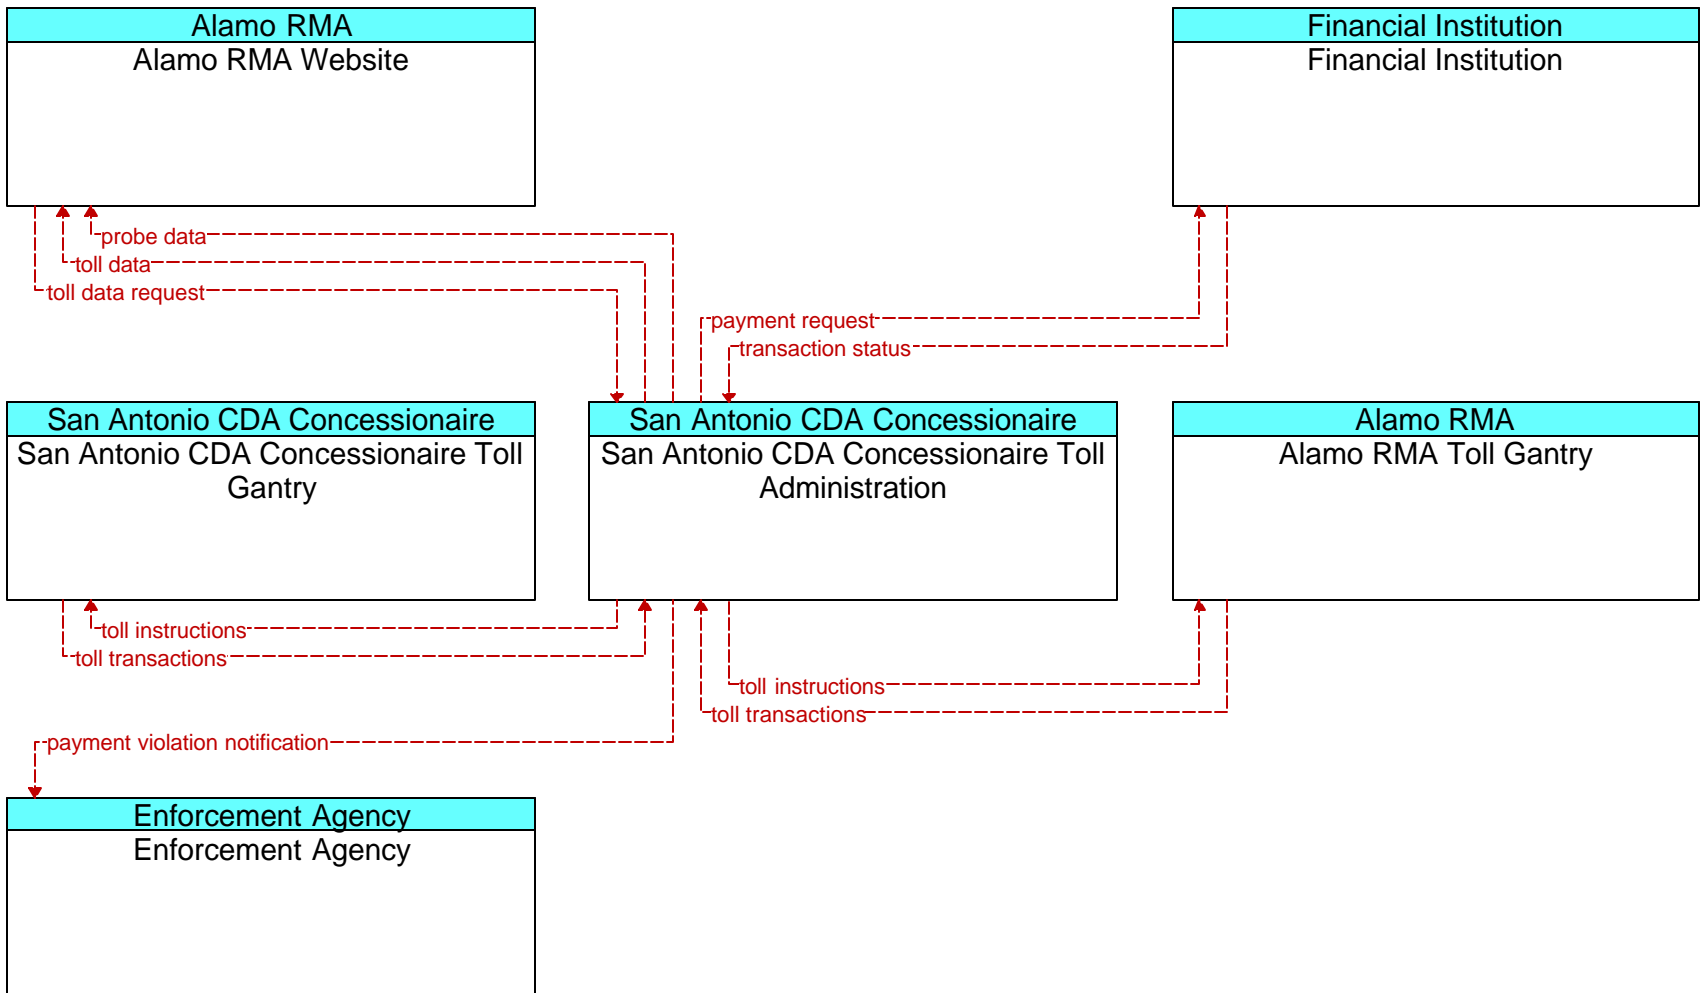 Alamo RMA
Alamo RMA Website
Financial Institution
Financial Institution
probe data
toll data
toll data request
payment request
transaction status
San Antonio CDA Concessionaire
San Antonio CDA Concessionaire Toll
Gantry
San Antonio CDA Concessionaire
San Antonio CDA Concessionaire Toll
Administration
Alamo RMA
Alamo RMA Toll Gantry
toll instructions
toll transactions
toll instructions
toll transactions
payment violation notification
Enforcement Agency
Enforcement Agency